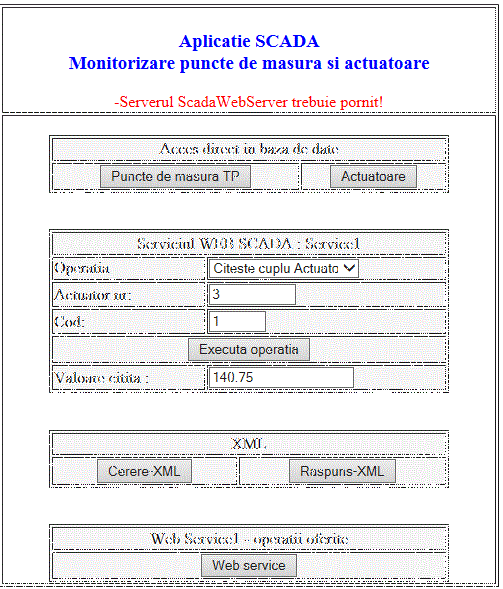 Aplicatie SCADA
Monitorizare puncte de masura si actuatoare
-Serverul ScadaWebServer trebuie pornit!
Acces direct in baza de date
Puncte de masura TP Actuatoare
Serviciul WEB SCADA : Service1
Operatia Citeste cuplu Actuato
Actuator nr: 3
Cod: 1
Executa operatia
Valoare citita : 140.75
XML
Cerere-XML Raspuns-XML
Web Service1 - operatii oferite
Web service